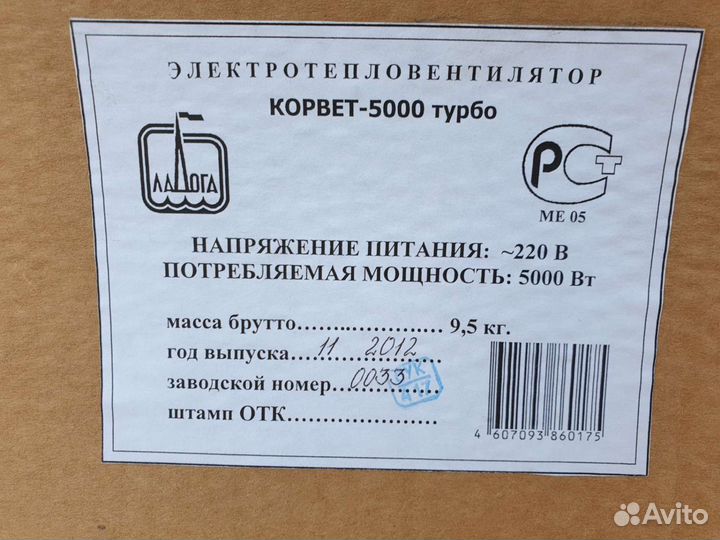 ЭЛЕКТРОТЕПЛОВЕНТИЛЯТОР
КОРВЕТ-5000 турбо
ЛАДОГА
РСТ
МЕ 05
НАПРЯЖЕНИЕ ПИТАНИЯ: ~220 В
ПОТРЕБЛЯЕМАЯ МОЩНОСТЬ: 5000 Вт
масса брутто……..………….… 9,5 кг.
год выпуска 11 2012
заводской номер 0033
штамп ОТК……………………
4 607093 860175
Avito